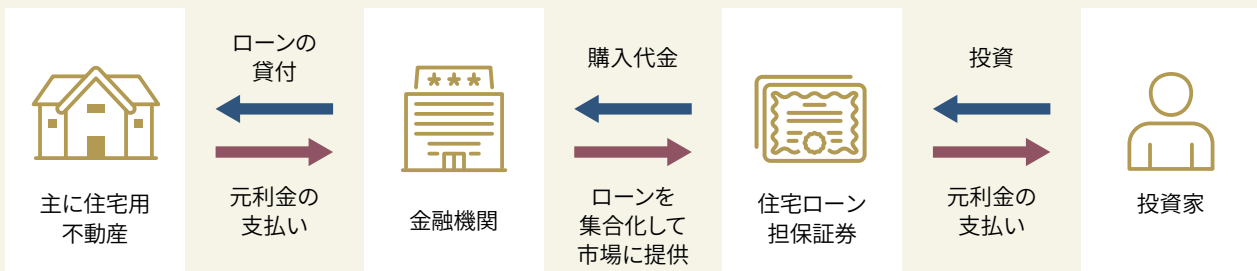 主に住宅用
不動産
ローンの
貸付
元利金の
支払い
金融機関
購入代金
ローンを
集合化して
市場に提供
住宅ローン
担保証券
投資
元利金の
支払い
投資家